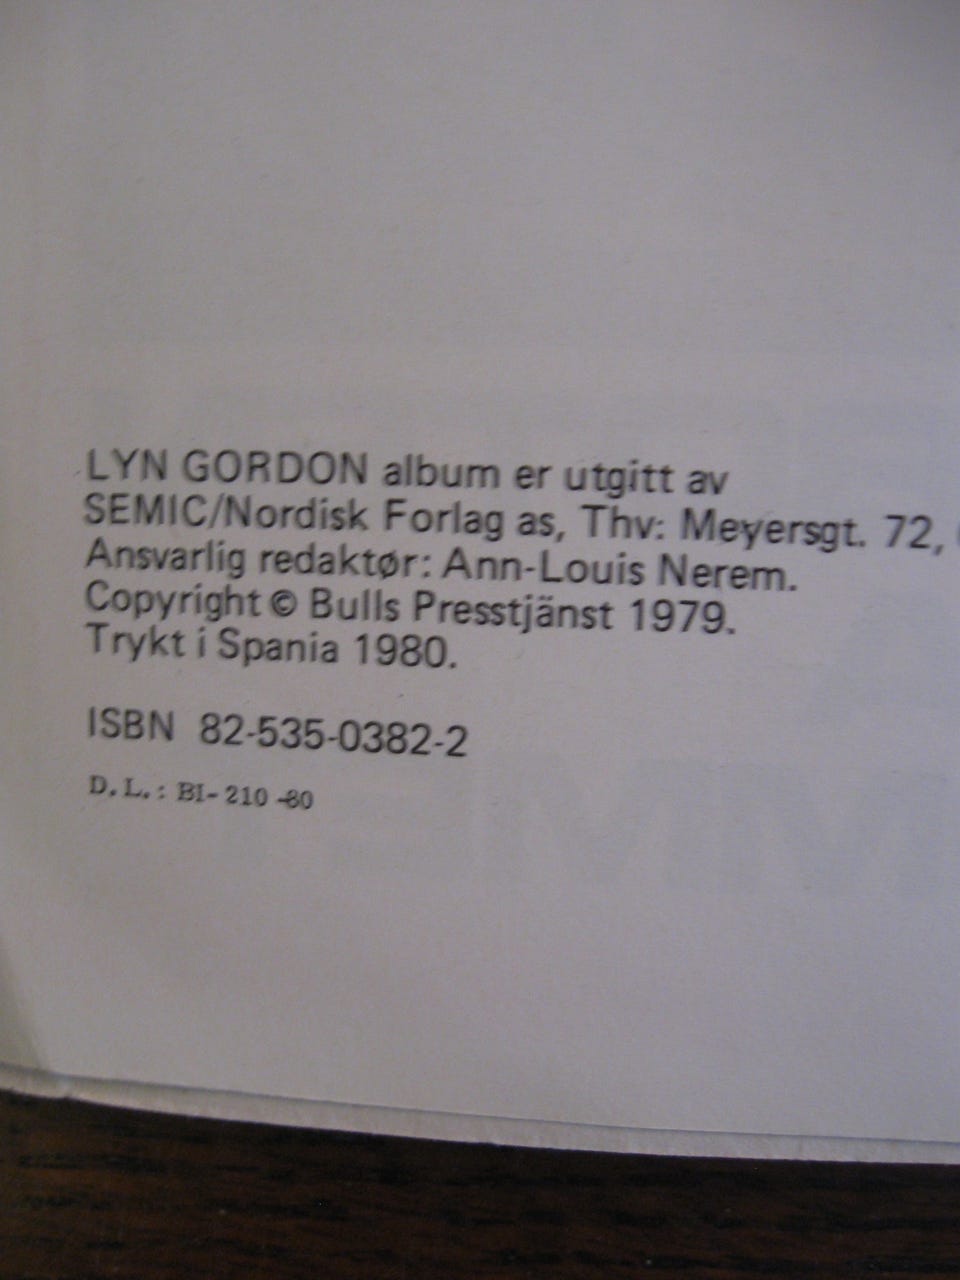 LYN GORDON album er utgitt av
SEMIC/Nordisk Forlag as, Thv: Meyersgt. 72,
Ansvarlig redaktør: Ann-Louis Nerem.
Copyright © Bulls Presstjänst 1979.
Trykt i Spania 1980.
ISBN 82-535-0382-2
D.L.: BI-210-80